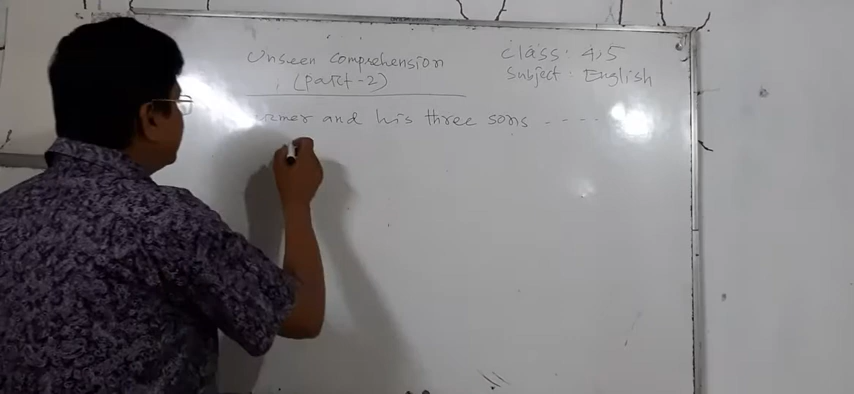 Unseen Comprehension
(part-2)
Class: 4,5
Subject: English
and his three sons ----